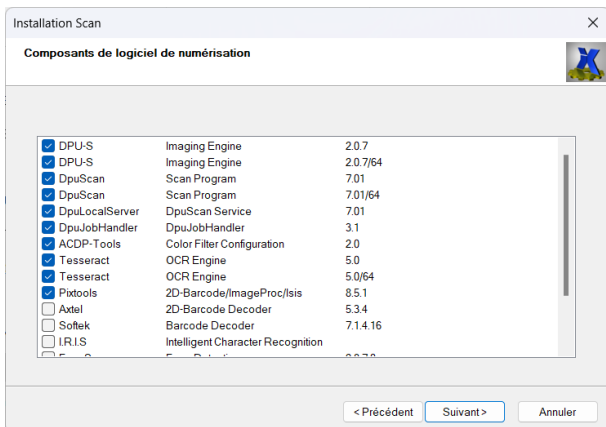 Installation Scan
Composants de logiciel de numérisation
DPU-S Imaging Engine 2.0.7
DPU-S Imaging Engine 2.0.7/64
DpuScan Scan Program 7.01
DpuScan Scan Program 7.01/64
DpuLocalServer DpuScan Service 7.01
DpuJobHandler DpuJobHandler 3.1
ACDP-Tools Color Filter Configuration 2.0
Tesseract OCR Engine 5.0
Tesseract OCR Engine 5.0/64
Pixtools 2D-Barcode/ImageProc/Isis 8.5.1
Axtel 2D-Barcode Decoder 5.3.4
Softek Barcode Decoder 7.1.4.16
I.R.I.S Intelligent Character Recognition
< Précédent Suivant > Annuler